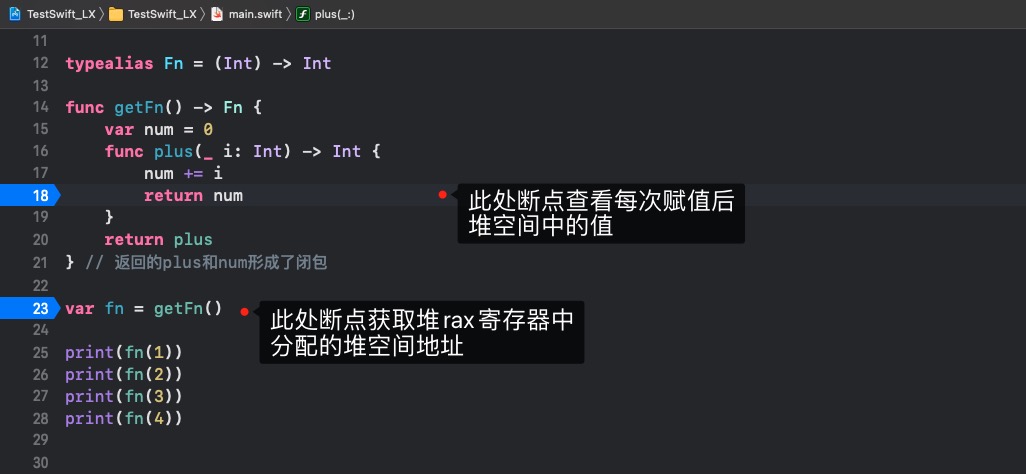 TestSwift_LX 〉 TestSwift_LX 〉 main.swift 〉 f plus(_:)
11
12 typealias Fn = (Int) -> Int
13
14 func getFn() -> Fn {
15     var num = 0
16     func plus(_ i: Int) -> Int {
17         num += i
18         return num
此处断点查看每次赋值后
堆空间中的值
19     }
20     return plus
21 } // 返回的plus和num形成了闭包
22
23 var fn = getFn()
此处断点获取堆rax寄存器中
分配的堆空间地址
24
25 print(fn(1))
26 print(fn(2))
27 print(fn(3))
28 print(fn(4))
29
30